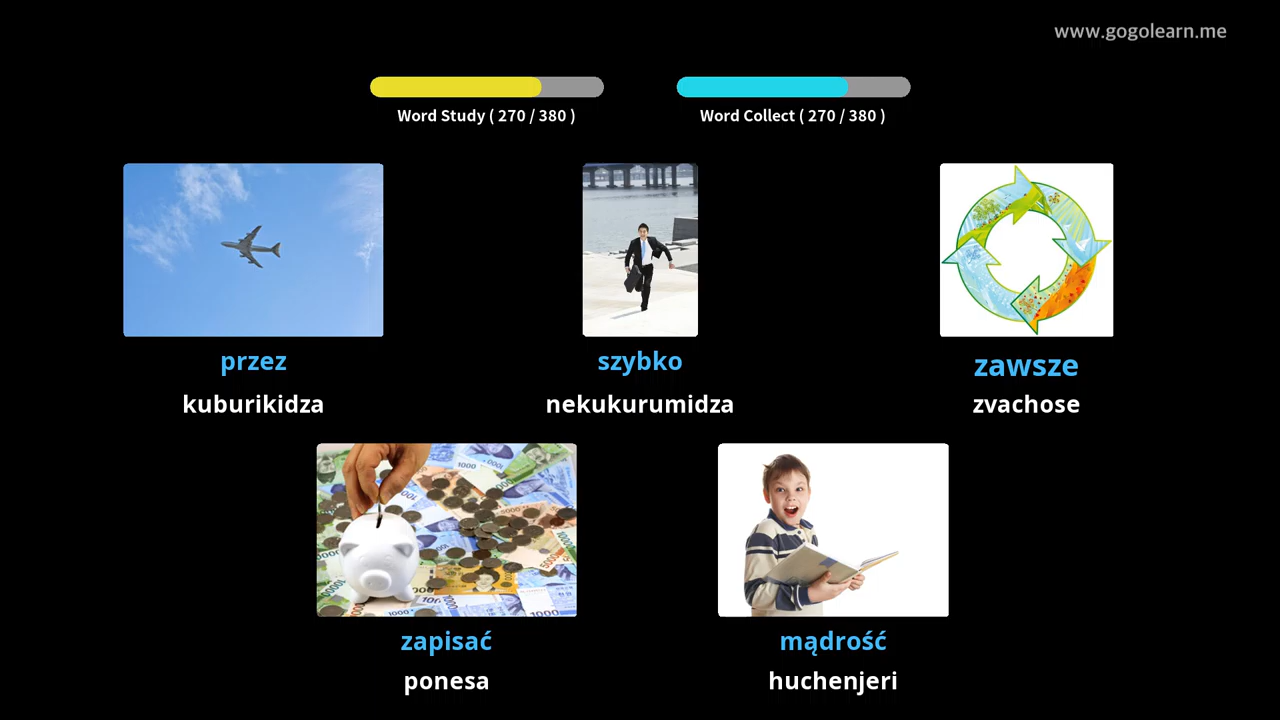 www.gogolearn.me
Word Study ( 270 / 380 )
Word Collect ( 270 / 380 )
przez
kuburikidza
szybko
nekukurumidza
zawsze
zvachose
zapisać
ponesa
mądrość
huchenjeri